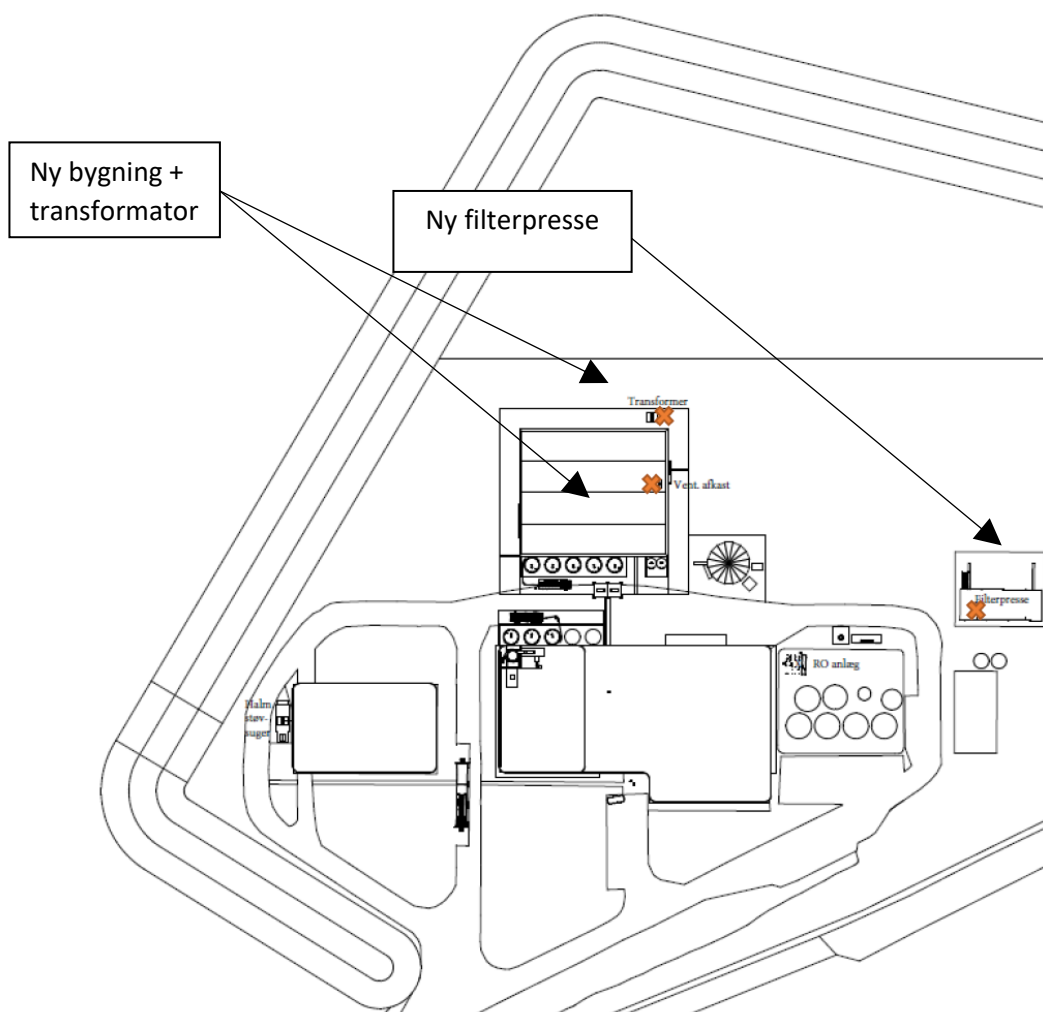 Ny bygning +
transformator
Ny filterpresse
Transformer
Vent. afkast
Filterpresse
RO anlæg
Halm
støv-
suger